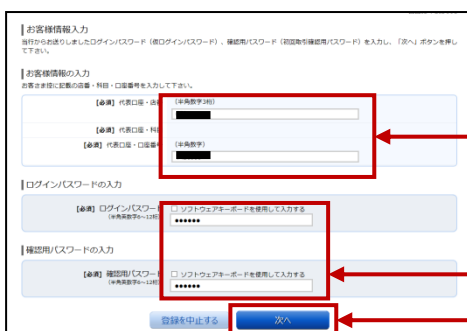 お客様情報入力
当行からお送りしましたログインパスワード（仮ログインパスワード）、確認用パスワード（初回取引確認用パスワード）を入力し、「次へ」ボタンを押し
て下さい。
お客様情報の入力
お客さま控に記載の店番・科目・口座番号を入力して下さい。
【必須】 代表口座・店番
（半角数字3桁）
【必須】 代表口座・科目
【必須】 代表口座・口座番号
（半角数字）
ログインパスワードの入力
【必須】 ログインパスワード
（半角英数字6～12桁）
ソフトウェアキーボードを使用して入力する
確認用パスワードの入力
【必須】 確認用パスワード
（半角英数字6～12桁）
ソフトウェアキーボードを使用して入力する
登録を中止する
次へ